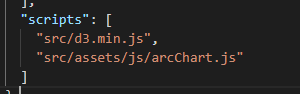 ],
"scripts": [
"src/d3.min.js",
"src/assets/js/arcChart.js"
]
}